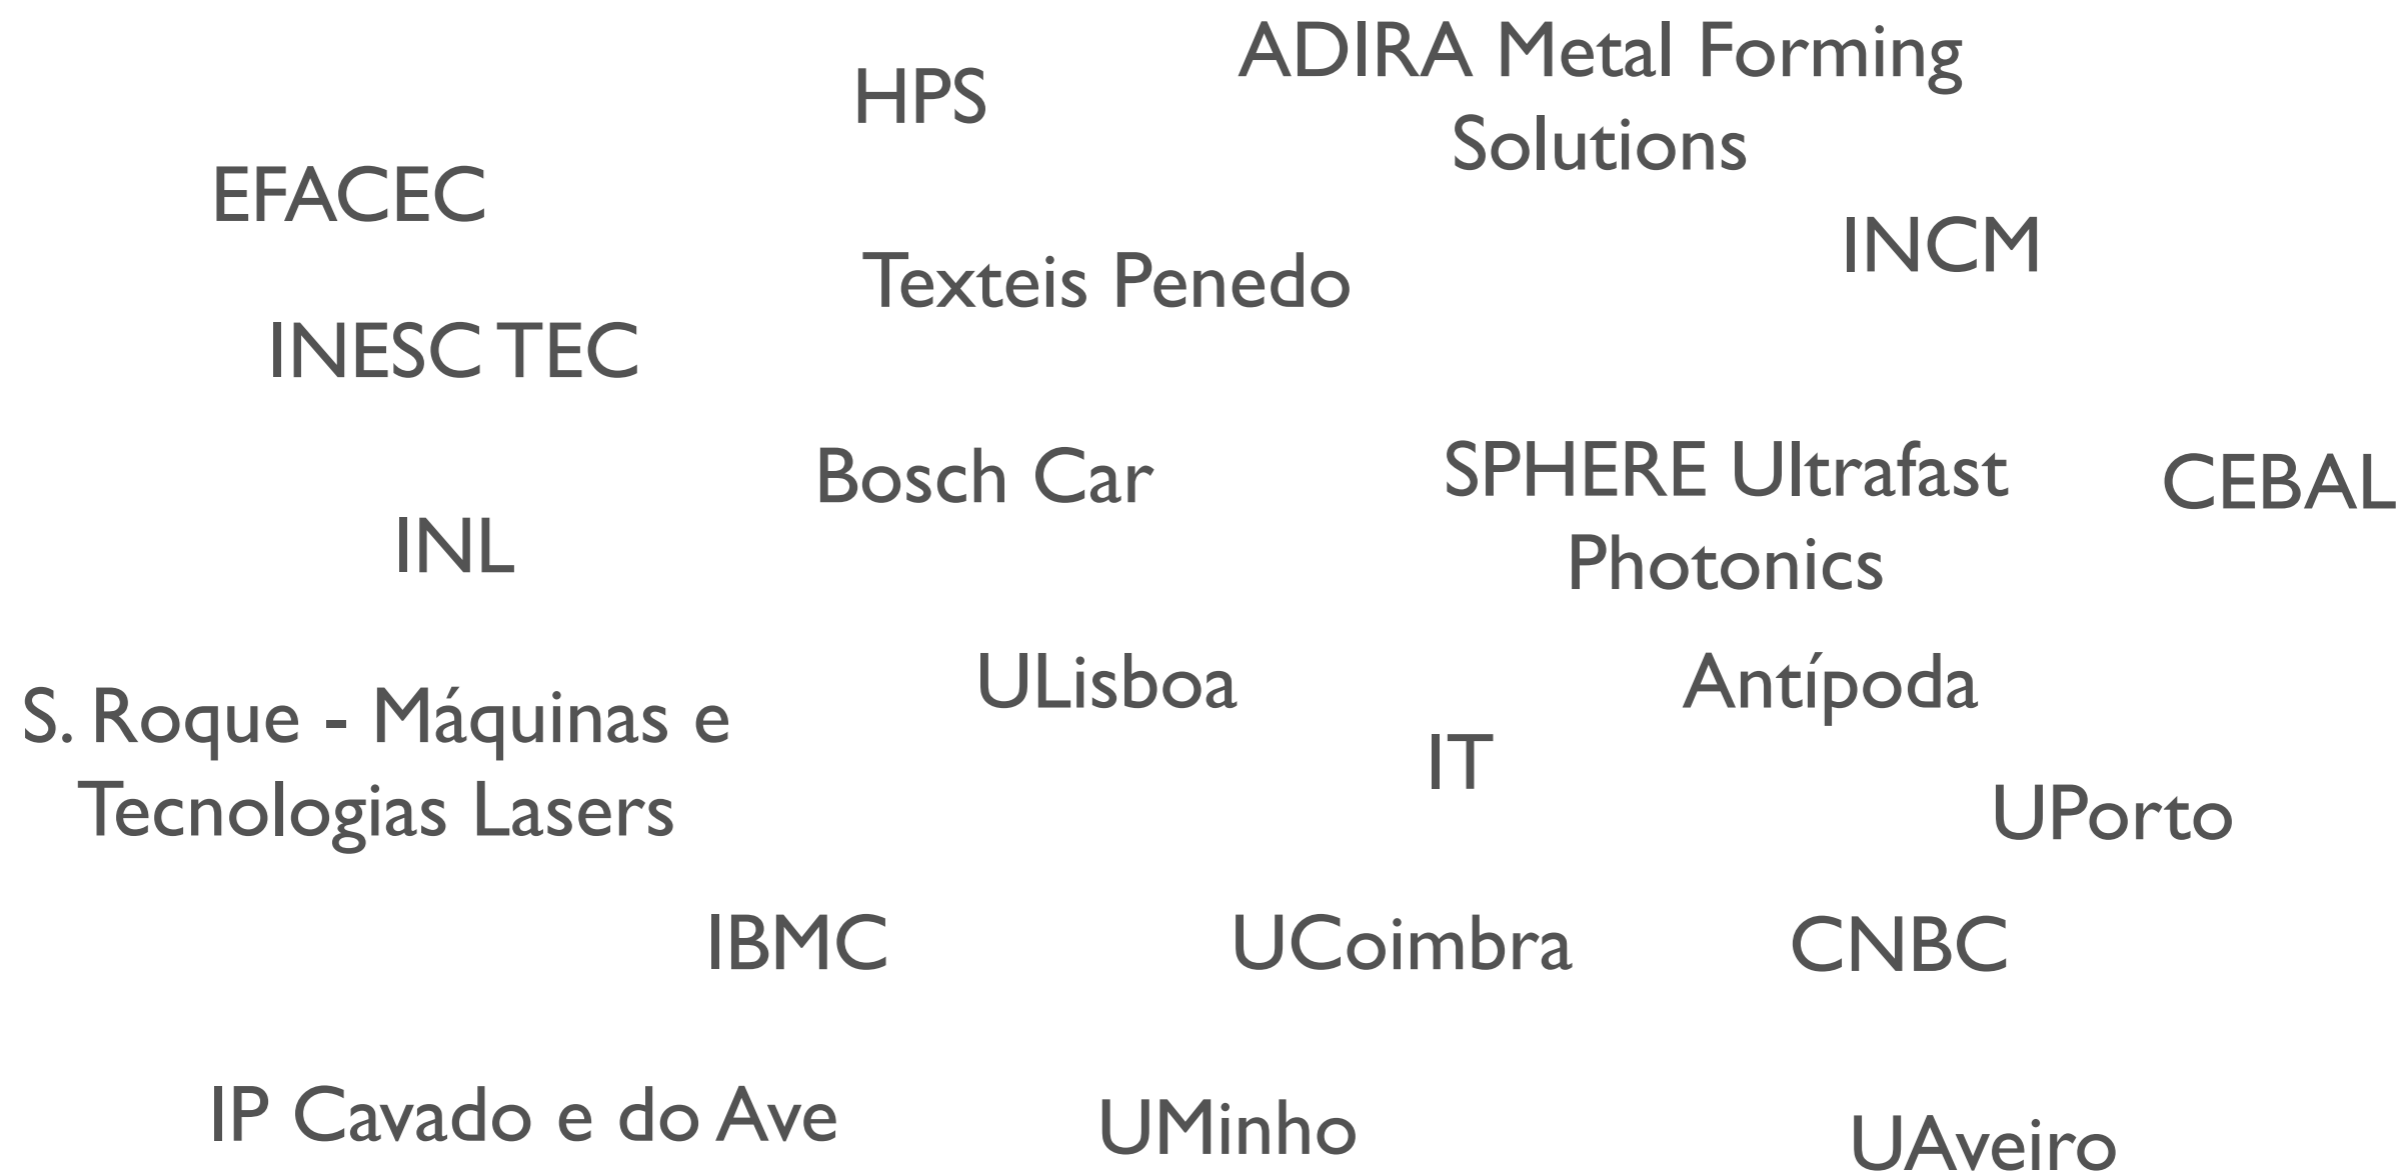 ADIRA Metal Forming
Solutions
HPS
EFACEC
INCM
Texteis Penedo
INESC TEC
Bosch Car
SPHERE Ultrafast
Photonics
CEBAL
INL
ULisboa
Antípoda
S. Roque - Máquinas e
Tecnologias Lasers
IT
UPorto
IBMC
UCoimbra
CNBC
IP Cavado e do Ave
UMinho
UAveiro